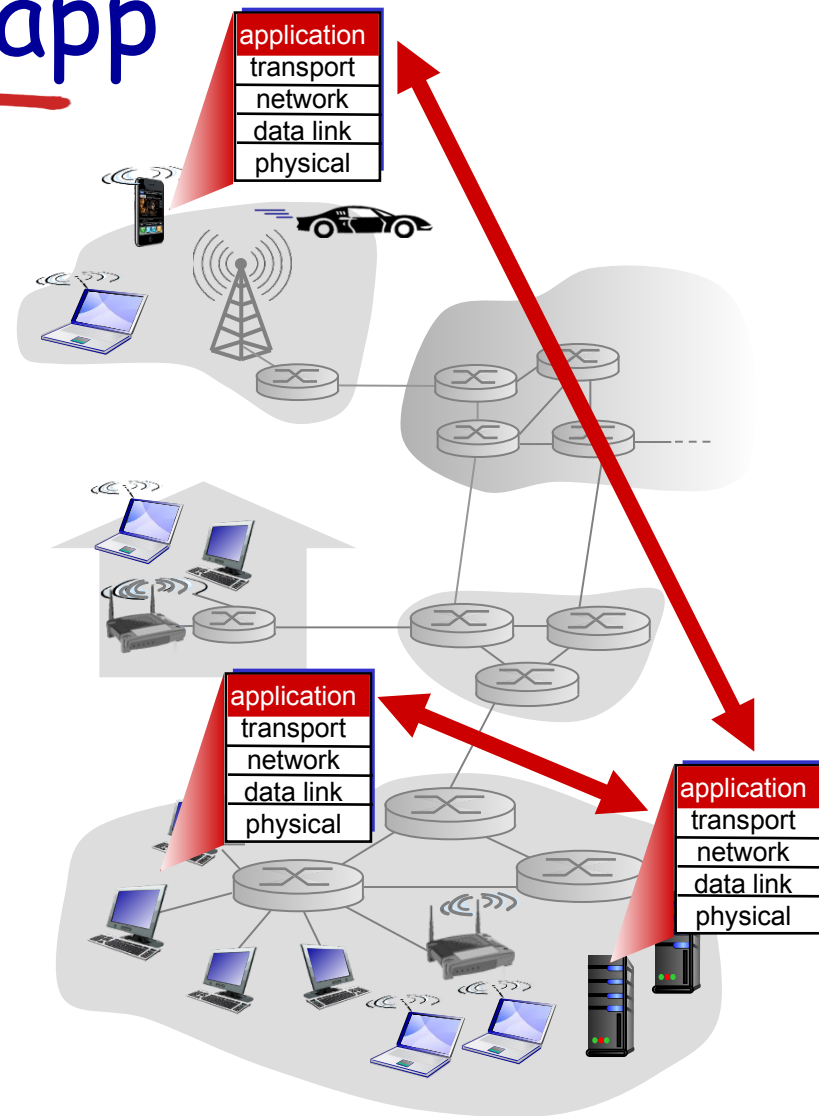 app
application
transport
network
data link
physical
application
transport
network
data link
physical
application
transport
network
data link
physical